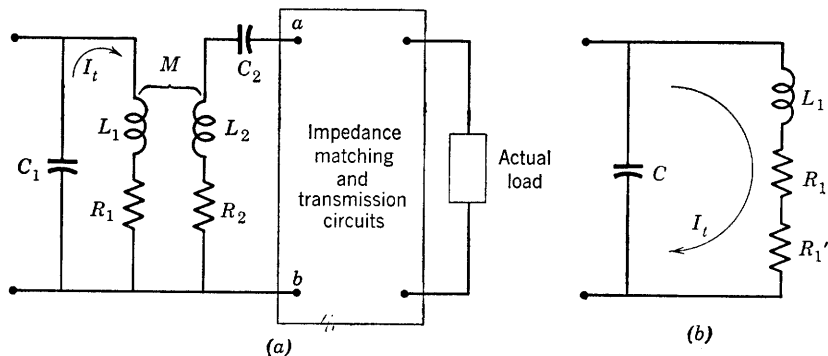 a
I_t
M
C_2
L_1
L_2
C_1
R_1
R_2
Impedance
matching
and
transmission
circuits
Actual
load
b
(a)
L_1
C
R_1
I_t
R_1'
(b)